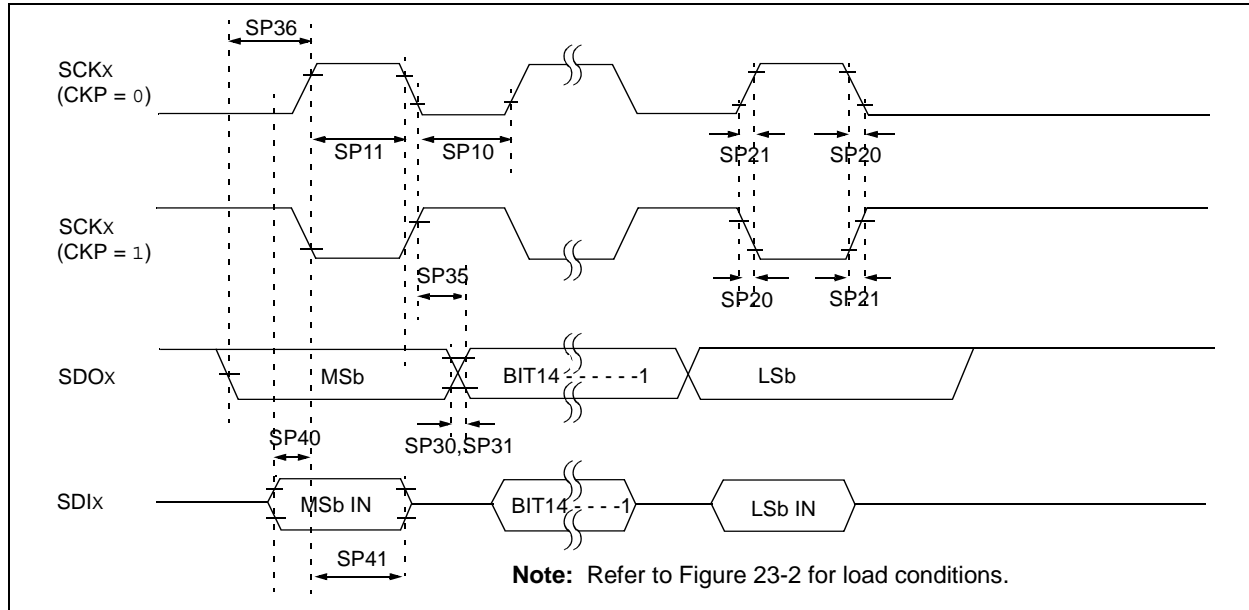 SP36
SCKX
(CKP = 0)
SP11
SP10
SP21
SP20
SCKX
(CKP = 1)
SP35
SP20
SP21
SDOX
MSb
BIT14 - - - - - -1
LSb
SP40
SP30,SP31
SDIX
MSb IN
BIT14 - - - -1
LSb IN
SP41
Note: Refer to Figure 23-2 for load conditions.